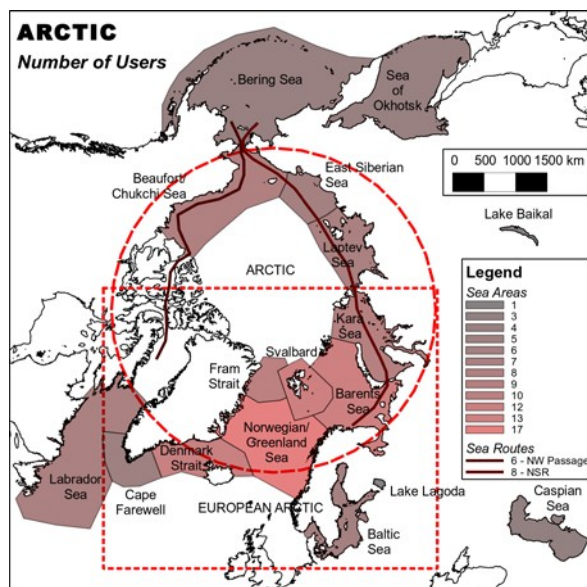 ARCTIC
Number of Users
Bering Sea
Sea
of
Okhotsk
0 500 1000 1500 km
Beaufort/
Chukchi Sea
East Siberian
Sea
Lake Baikal
Laptev
Sea
ARCTIC
Legend
Sea Areas
1
3
4
5
6
7
8
9
10
12
13
17
Sea Routes
6 - NW Passage
8 - NSR
Kara
Sea
Svalbard
Fram
Strait
Barents
Sea
Norwegian/
Greenland
Sea
Denmark
Strait
Labrador
Sea
Cape
Farewell
EUROPEAN ARCTIC
Lake Lagoda
Baltic
Sea
Caspian
Sea